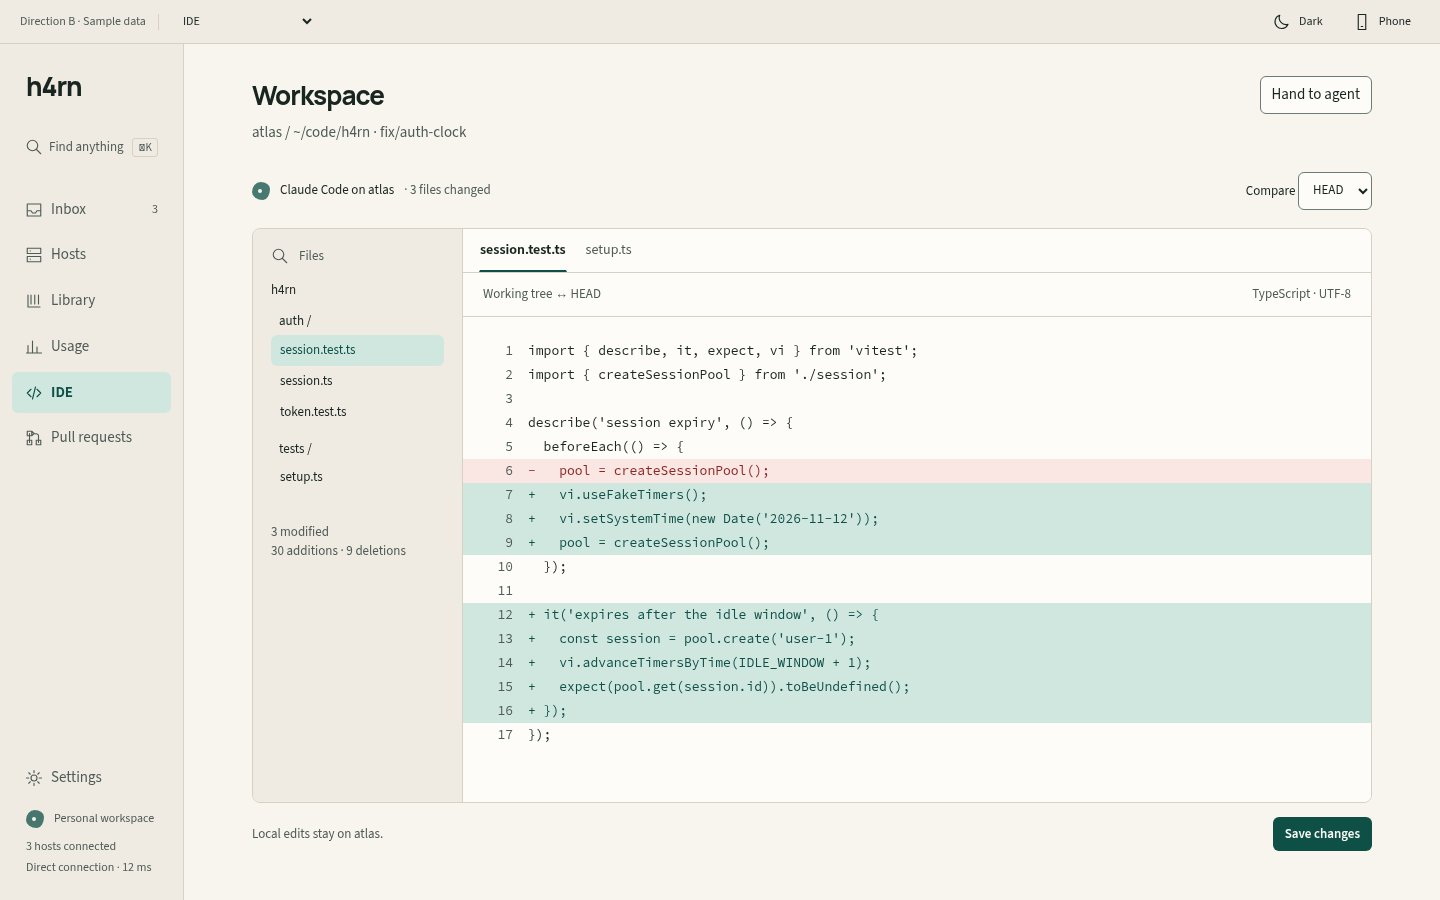 Direction B · Sample data
IDE
Dark
Phone
h4rn
Find anything
K
Inbox
3
Hosts
Library
Usage
IDE
Pull requests
Settings
Personal workspace
3 hosts connected
Direct connection · 12 ms
Workspace
Hand to agent
atlas / ~/code/h4rn · fix/auth-clock
Claude Code on atlas · 3 files changed
Compare HEAD
Files
h4rn
auth /
session.test.ts
session.ts
token.test.ts
tests /
setup.ts
3 modified
30 additions · 9 deletions
session.test.ts setup.ts
Working tree ↔ HEAD
TypeScript · UTF-8
1 import { describe, it, expect, vi } from 'vitest';
2 import { createSessionPool } from './session';
3
4 describe('session expiry', () => {
5   beforeEach(() => {
6 −   pool = createSessionPool();
7 +   vi.useFakeTimers();
8 +   vi.setSystemTime(new Date('2026-11-12'));
9 +   pool = createSessionPool();
10   });
11
12 + it('expires after the idle window', () => {
13 +   const session = pool.create('user-1');
14 +   vi.advanceTimersByTime(IDLE_WINDOW + 1);
15 +   expect(pool.get(session.id)).toBeUndefined();
16 + });
17 });
Local edits stay on atlas.
Save changes